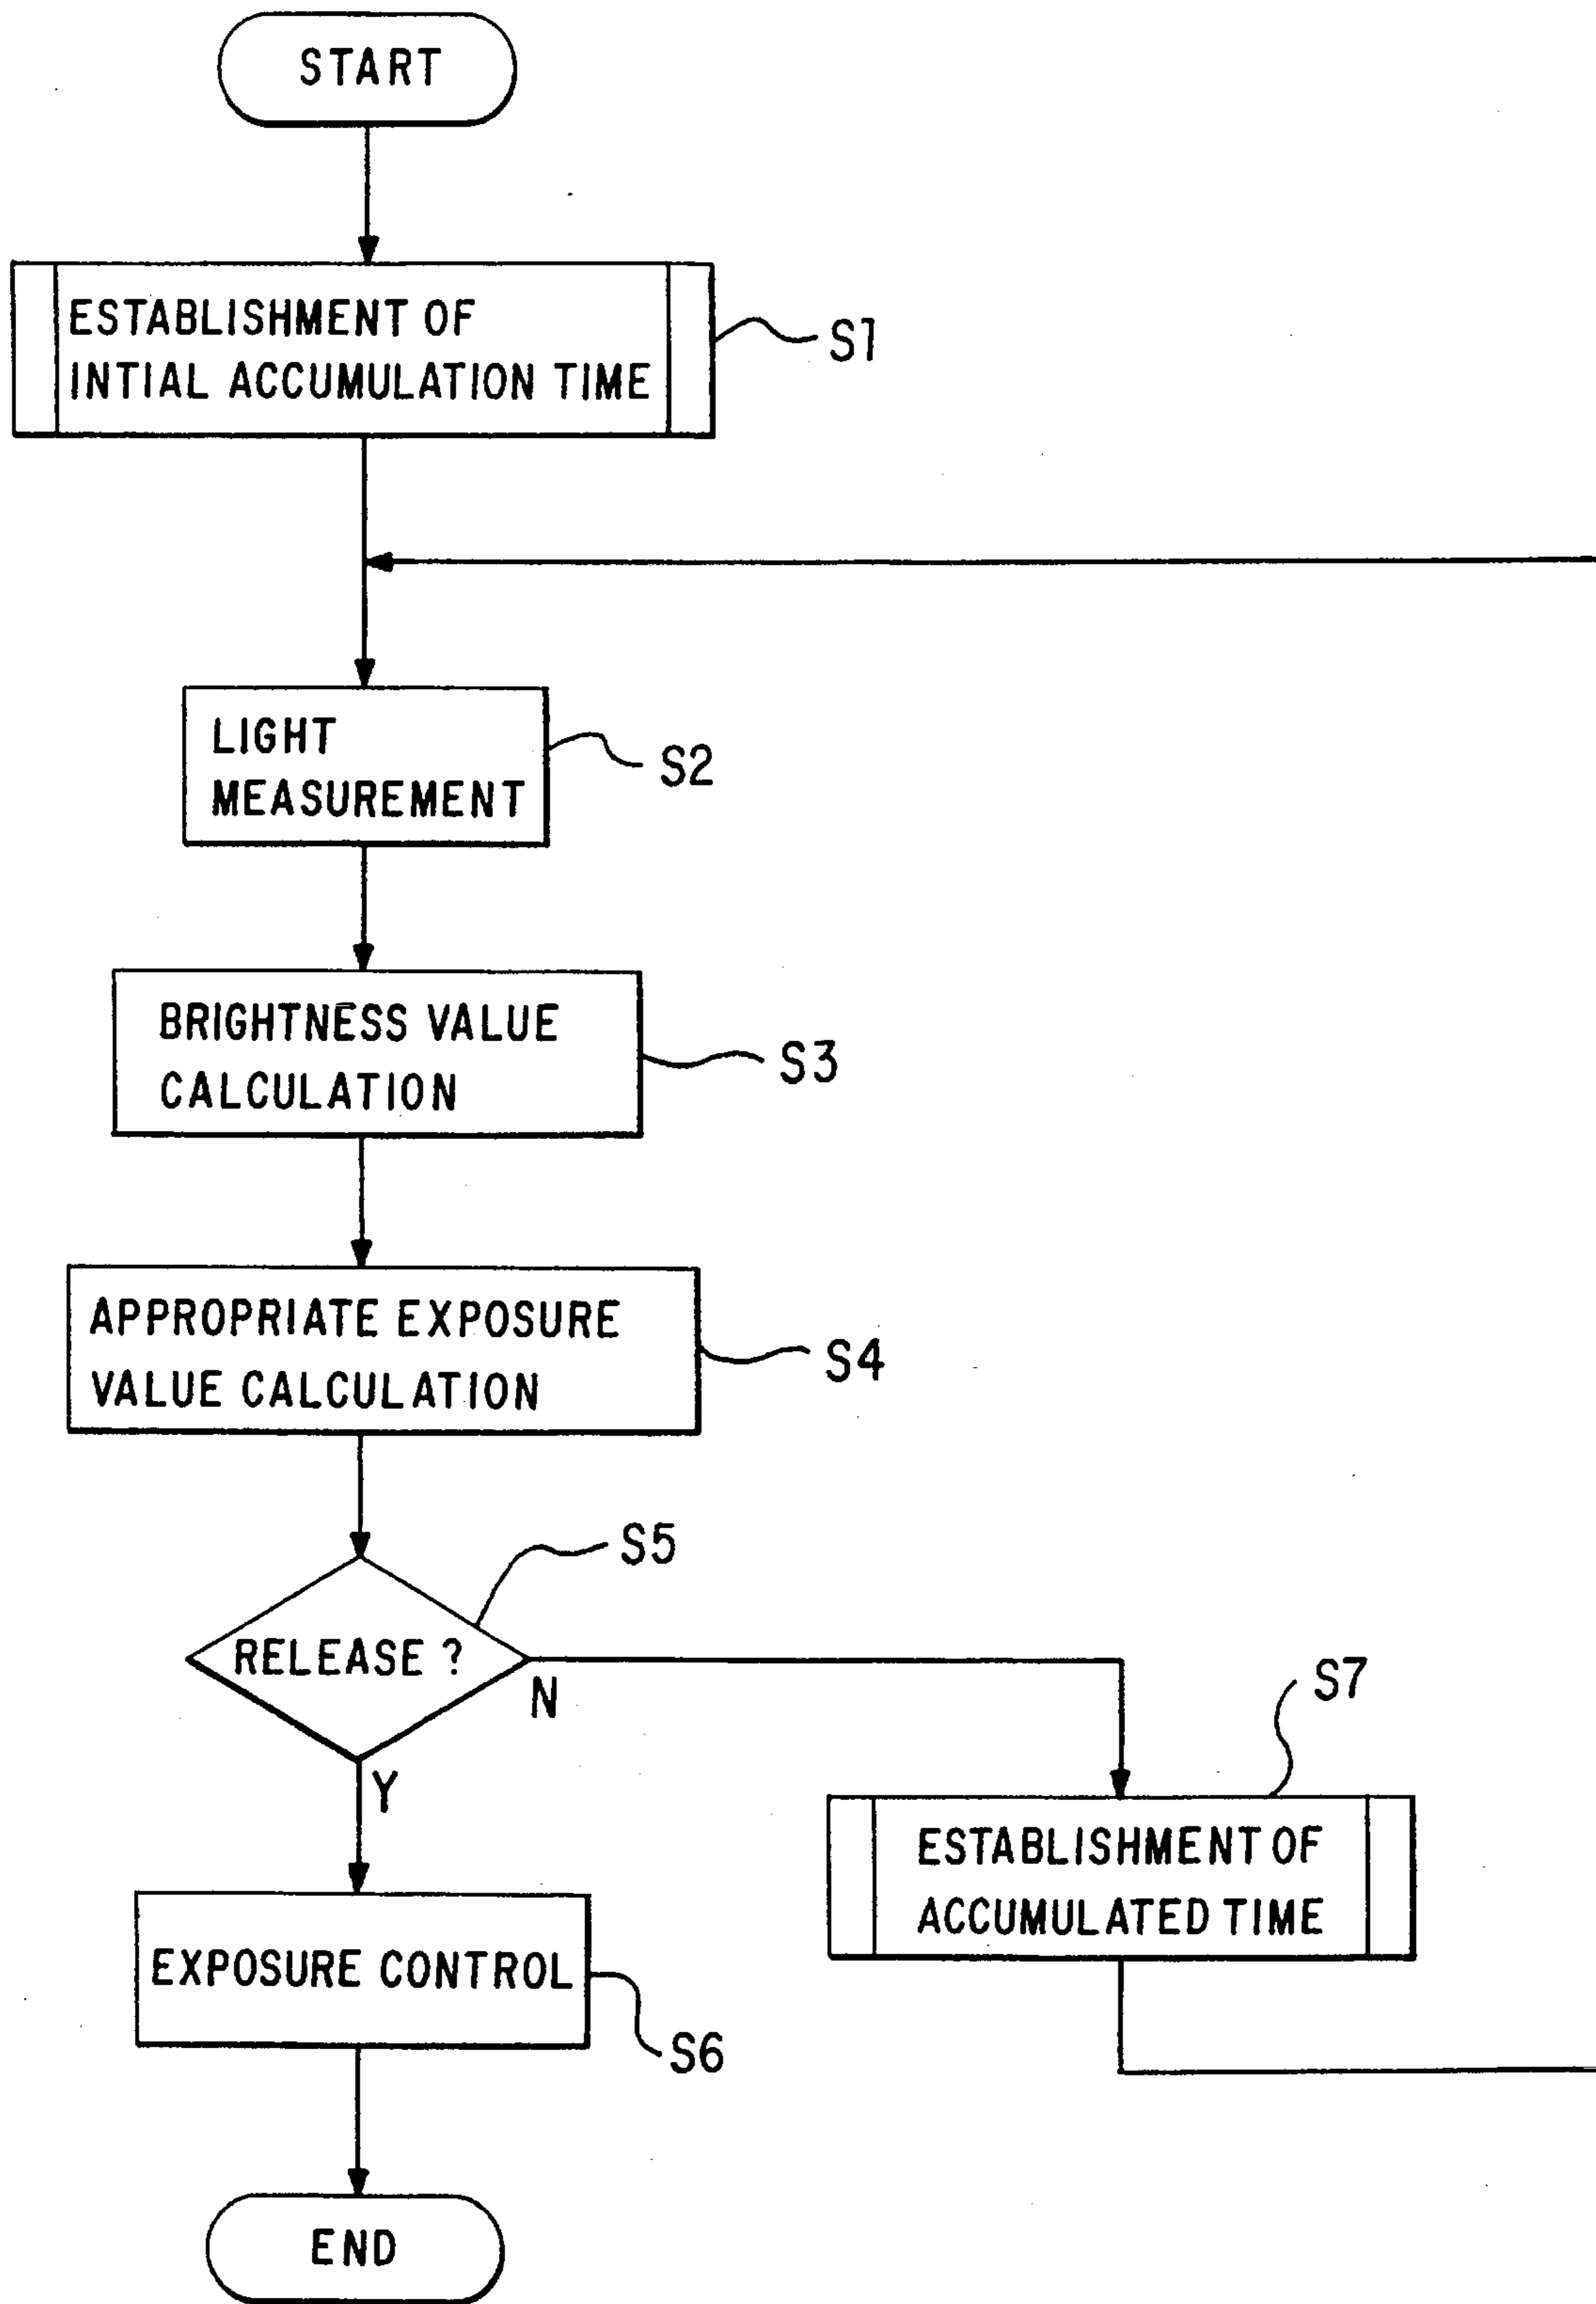 START
ESTABLISHMENT OF
INTIAL ACCUMULATION TIME
S1
LIGHT
MEASUREMENT
S2
BRIGHTNESS VALUE
CALCULATION
S3
APPROPRIATE EXPOSURE
VALUE CALCULATION
S4
S5
RELEASE ?
N
Y
S7
ESTABLISHMENT OF
ACCUMULATED TIME
EXPOSURE CONTROL
S6
END